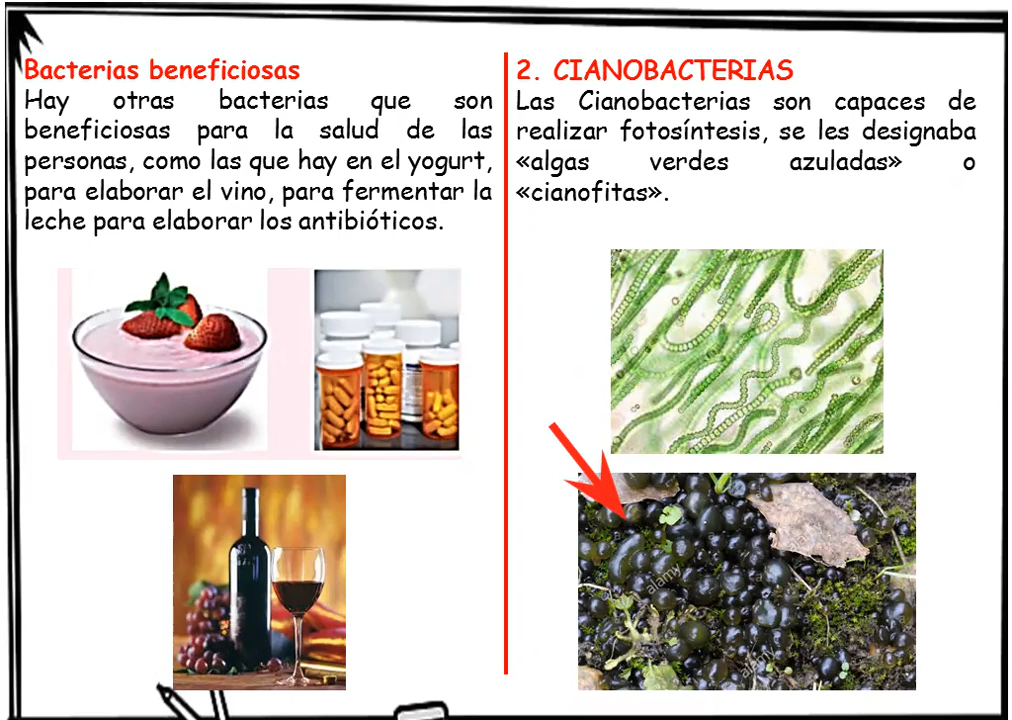 Bacterias beneficiosas
Hay otras bacterias que son
beneficiosas para la salud de las
personas, como las que hay en el yogurt,
para elaborar el vino, para fermentar la
leche para elaborar los antibióticos.
2. CIANOBACTERIAS
Las Cianobacterias son capaces de
realizar fotosíntesis, se les designaba
«algas verdes azuladas» o
«cianofitas».
alamy